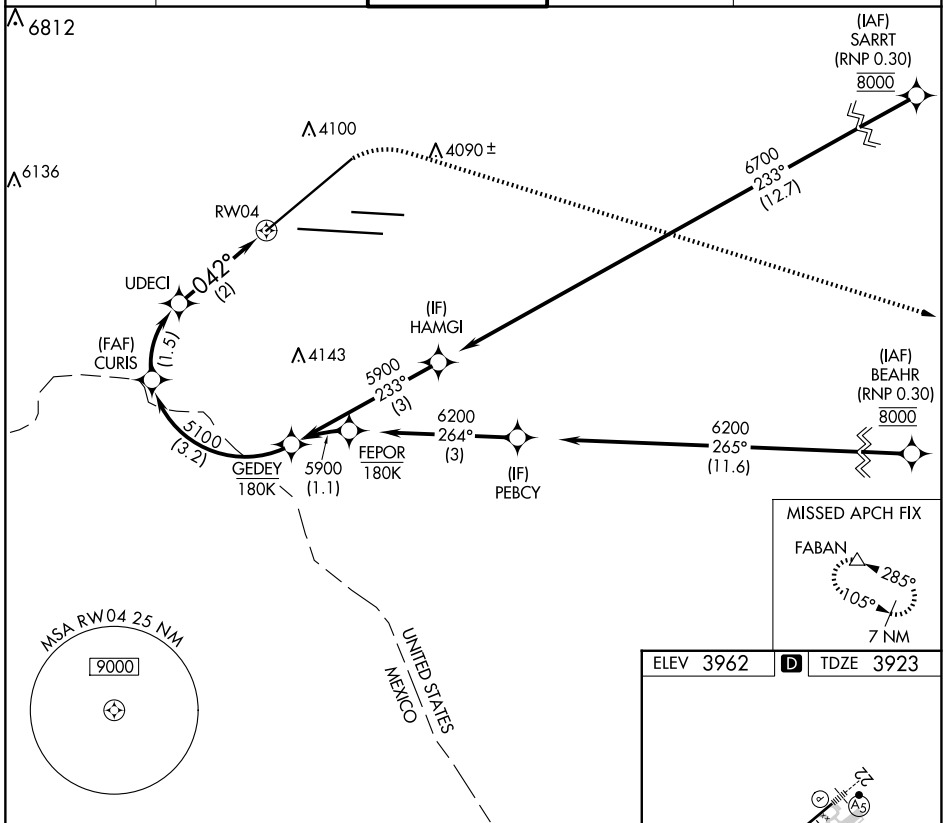 6812
(IAF)
SARRT
(RNP 0.30)
8000
4100
4090 ±
6136
6700
233°
(12.7)
RW04
042°
(2)
UDECI
(IF)
HAMGI
(FAF)
CURIS
(1.5)
4143
5900
233°
(3)
(IAF)
BEAHR
(RNP 0.30)
8000
6200
264°
(3)
6200
265°
(11.6)
5100
(3.2)
GEDEY
180K
5900
(1.1)
FEPOR
180K
(IF)
PEBCY
MISSED APCH FIX
FABAN
285°
105°
7 NM
MSA RW04 25 NM
9000
UNITED STATES
MEXICO
ELEV 3962
D
TDZE 3923
22
P
A5